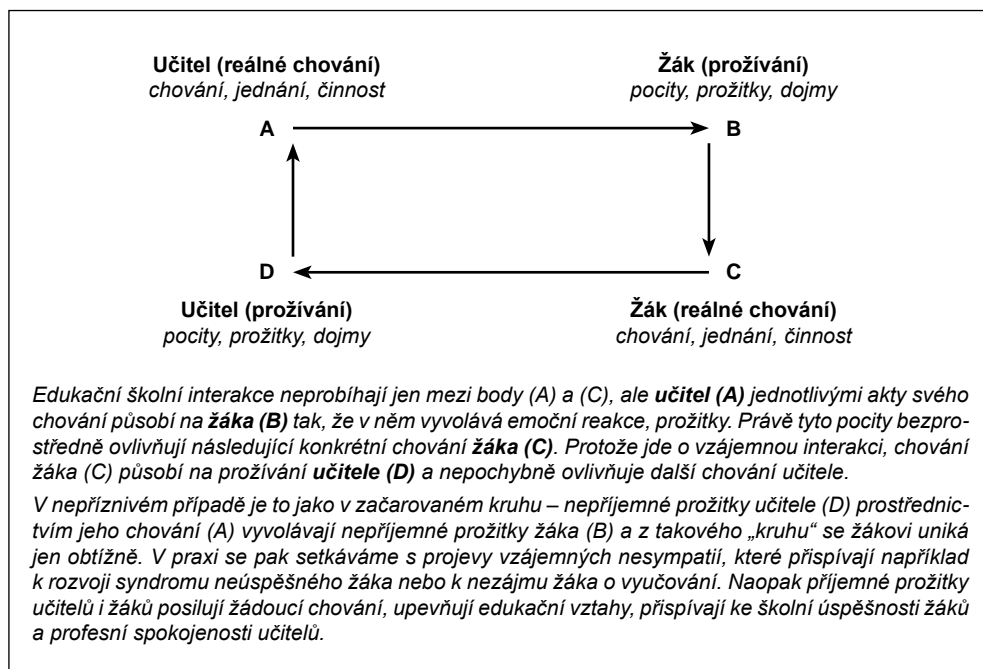 Učitel (reálné chování)
chování, jednání, činnost
Žák (prožívání)
pocity, prožitky, dojmy
A
B
D
C
Učitel (prožívání)
pocity, prožitky, dojmy
Žák (reálné chování)
chování, jednání, činnost
Edukační školní interakce neprobíhají jen mezi body (A) a (C), ale učitel (A) jednotlivými akty svého
chování působí na žáka (B) tak, že v něm vyvolává emoční reakce, prožitky. Právě tyto pocity bezpro-
středně ovlivňují následující konkrétní chování žáka (C). Protože jde o vzájemnou interakci, chování
žáka (C) působí na prožívání učitele (D) a nepochybně ovlivňuje další chování učitele.
V nepříznivém případě je to jako v začarovaném kruhu – nepříjemné prožitky učitele (D) prostřednic-
tvím jeho chování (A) vyvolávají nepříjemné prožitky žáka (B) a z takového „kruhu“ se žákovi uniká
jen obtížně. V praxi se pak setkáváme s projevy vzájemných nesympatií, které přispívají například
k rozvoji syndromu neúspěšného žáka nebo k nezájmu žáka o vyučování. Naopak příjemné prožitky
učitelů i žáků posilují žádoucí chování, upevňují edukační vztahy, přispívají ke školní úspěšnosti žáků
a profesní spokojenosti učitelů.